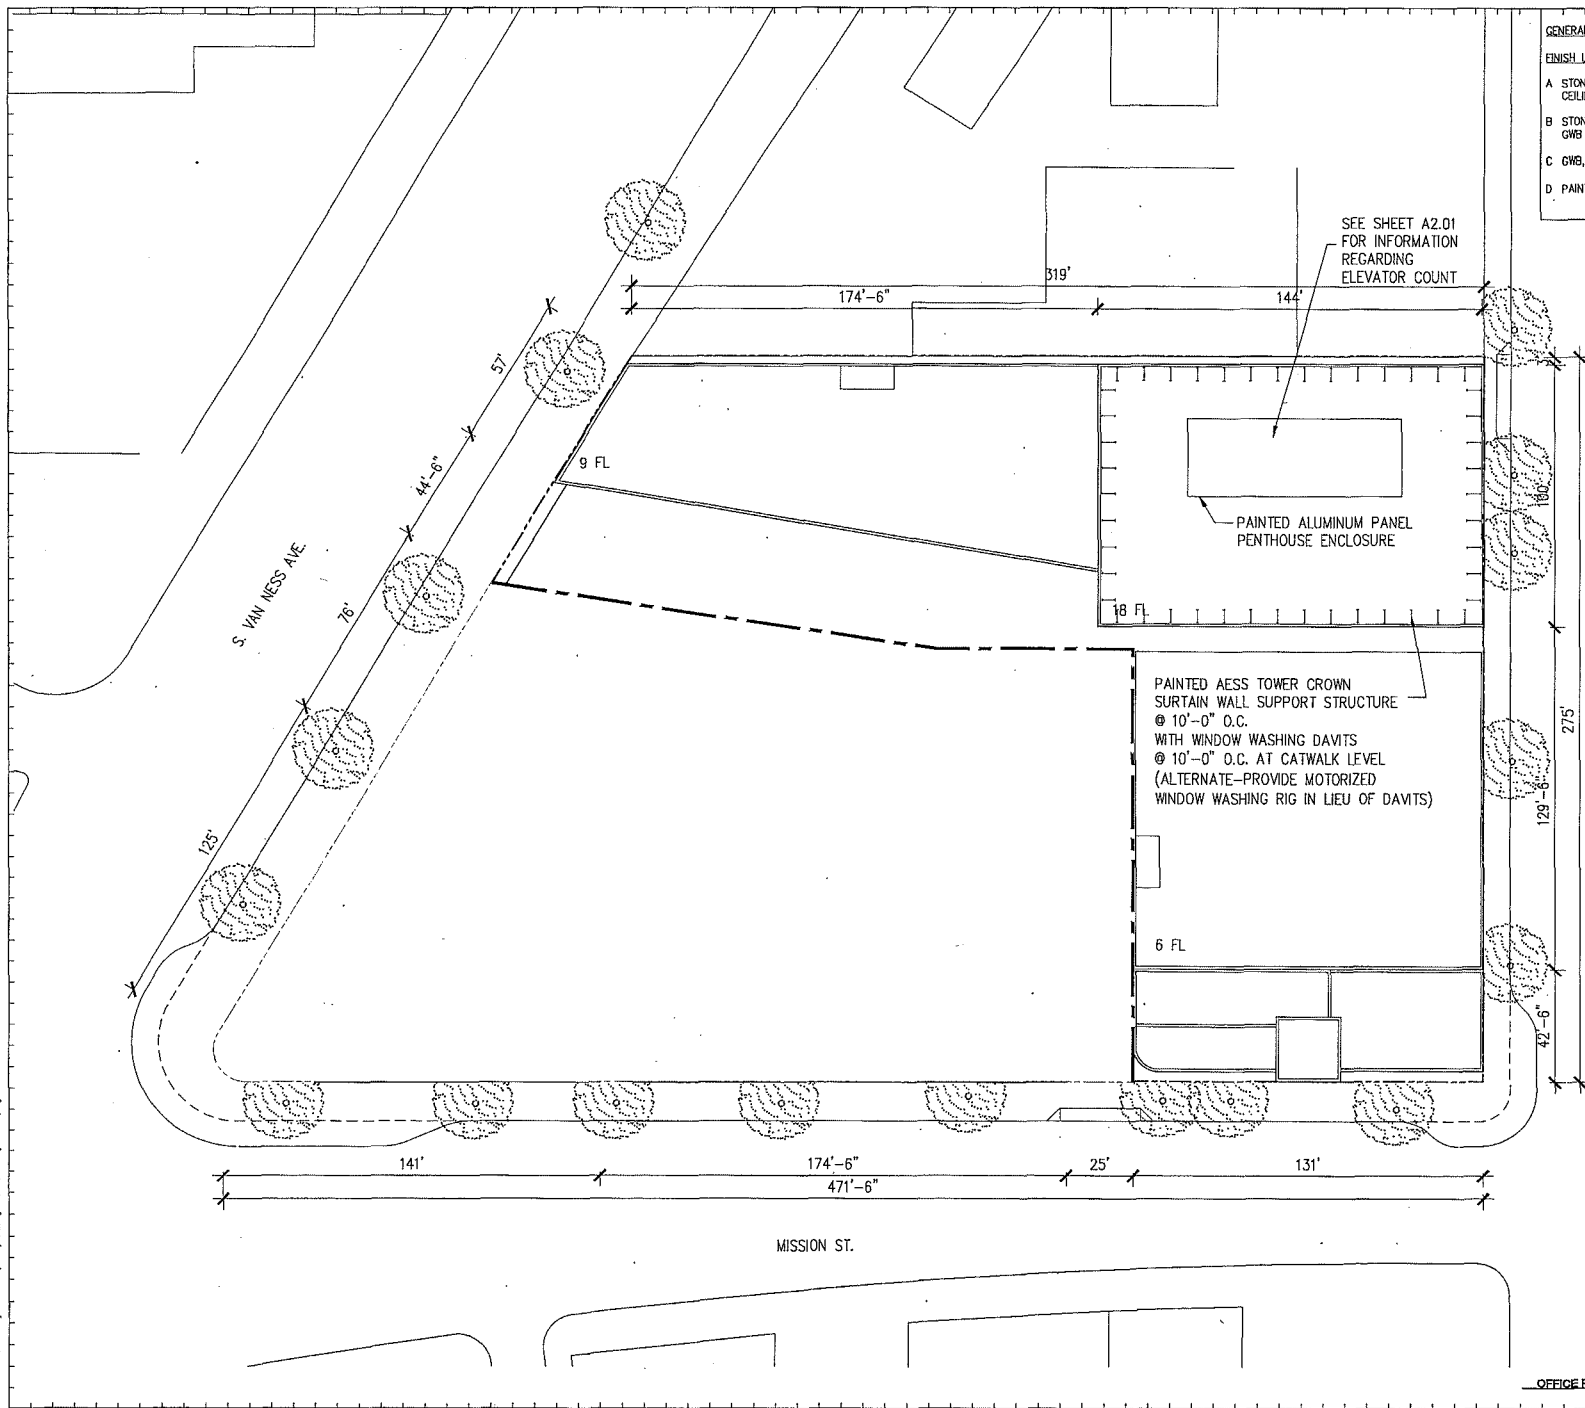 GENERAL
FINISH
A STON
CEILI
B STON
GWB
C GWB,
D PAIN
SEE SHEET A2.01
FOR INFORMATION
REGARDING
ELEVATOR COUNT
319'
174'-6"
144'
57'
44'-6"
9 FL
100'
PAINTED ALUMINUM PANEL
PENTHOUSE ENCLOSURE
S. VAN NESS AVE.
76'
18 FL
PAINTED AESS TOWER CROWN
SURTAIN WALL SUPPORT STRUCTURE
@ 10'-0" O.C.
WITH WINDOW WASHING DAVITS
@ 10'-0" O.C. AT CATWALK LEVEL
(ALTERNATE-PROVIDE MOTORIZED
WINDOW WASHING RIG IN LIEU OF DAVITS)
275'
129'-6"
125'
6 FL
42'-6"
141'
174'-6"
25'
131'
471'-6"
MISSION ST.
OFFICE